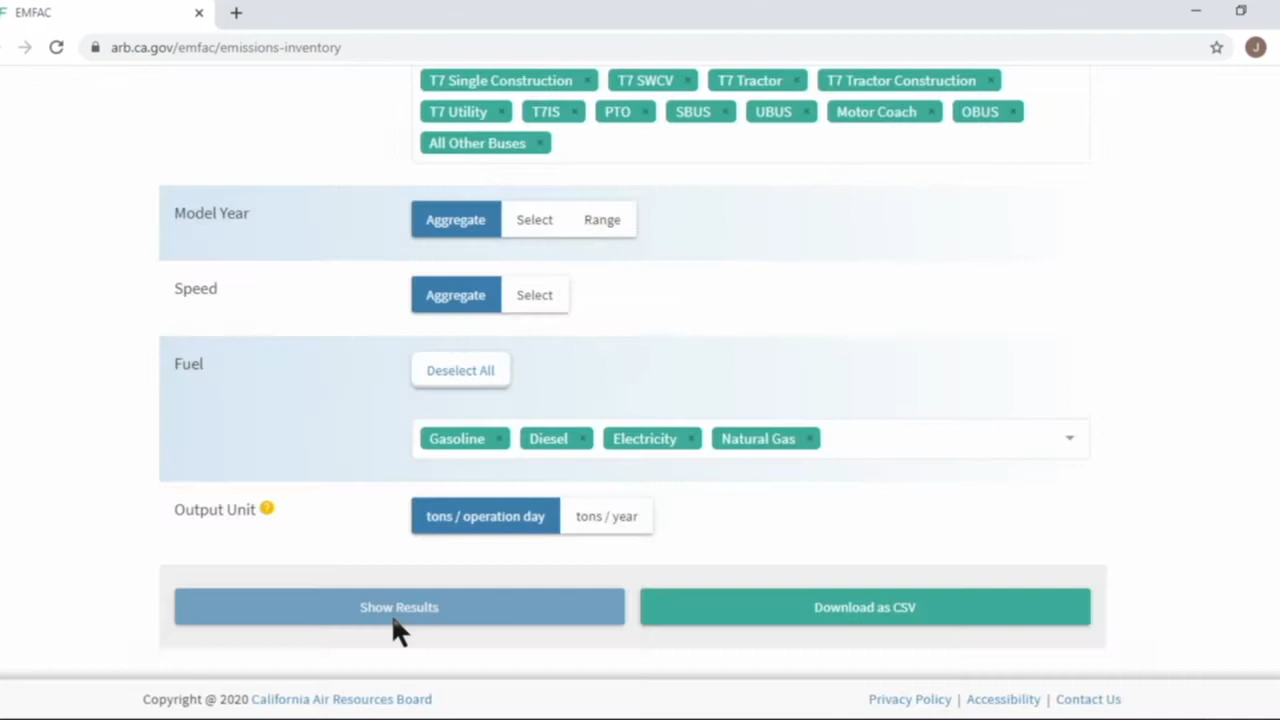 EMFAC
arb.ca.gov/emfac/emissions-inventory
J
T7 Single Construction × T7 SWCV × T7 Tractor × T7 Tractor Construction ×
T7 Utility × T7IS × PTO × SBUS × UBUS × Motor Coach × OBUS ×
All Other Buses ×
Model Year Aggregate Select Range
Speed Aggregate Select
Fuel Deselect All
Gasoline × Diesel × Electricity × Natural Gas ×
Output Unit ? tons / operation day tons / year
Show Results Download as CSV
Copyright @ 2020 California Air Resources Board Privacy Policy | Accessibility | Contact Us